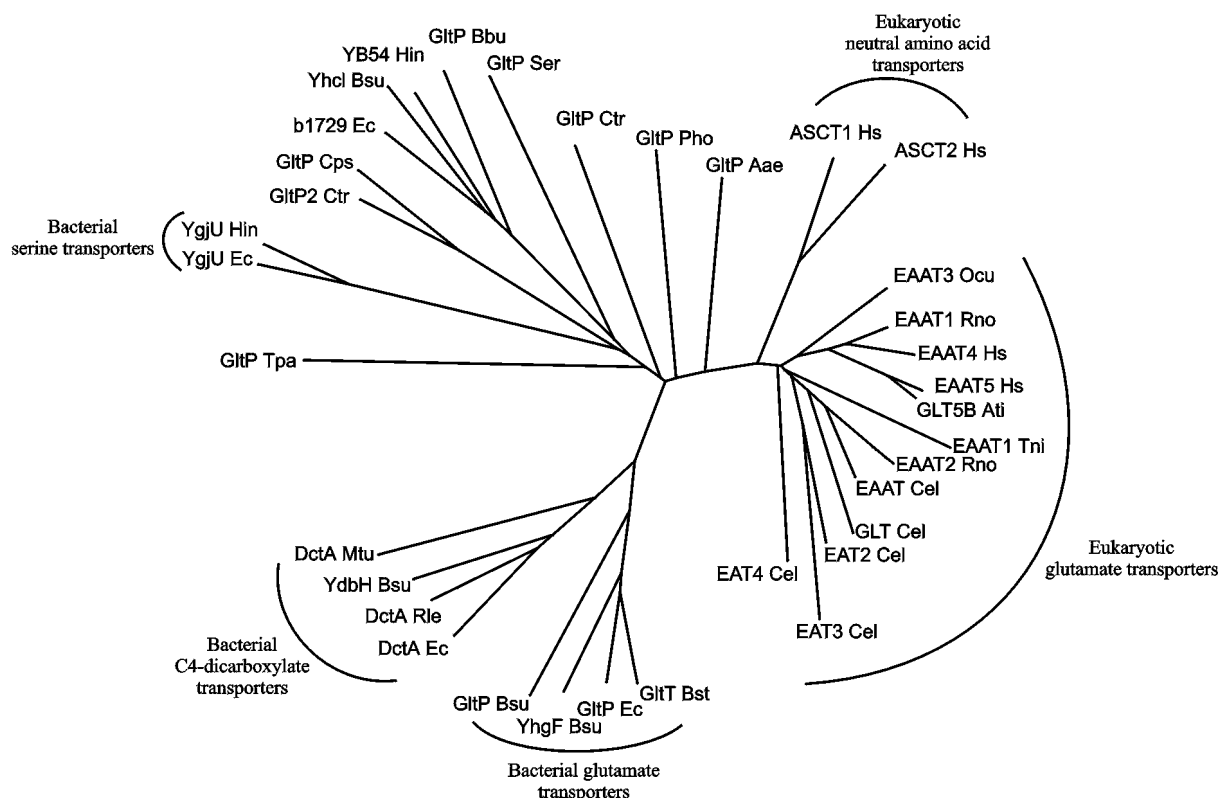 Eukaryotic
neutral amino acid
transporters
GltP Bbu
YB54 Hin
GltP Ser
YhcI Bsu
b1729 Ec
GltP Ctr
GltP Pho
ASCT1 Hs
ASCT2 Hs
GltP Cps
GltP Aae
GltP2 Ctr
Bacterial
serine transporters
YgjU Hin
YgjU Ec
EAAT3 Ocu
EAAT1 Rno
EAAT4 Hs
GltP Tpa
EAAT5 Hs
GLT5B Ati
EAAT1 Tni
EAAT2 Rno
EAAT Cel
GLT Cel
EAT2 Cel
Eukaryotic
glutamate transporters
DctA Mtu
EAT4 Cel
YdbH Bsu
DctA Rle
EAT3 Cel
DctA Ec
Bacterial
C4-dicarboxylate
transporters
GltP Bsu
GltT Bst
GltP Ec
YhgF Bsu
Bacterial glutamate
transporters